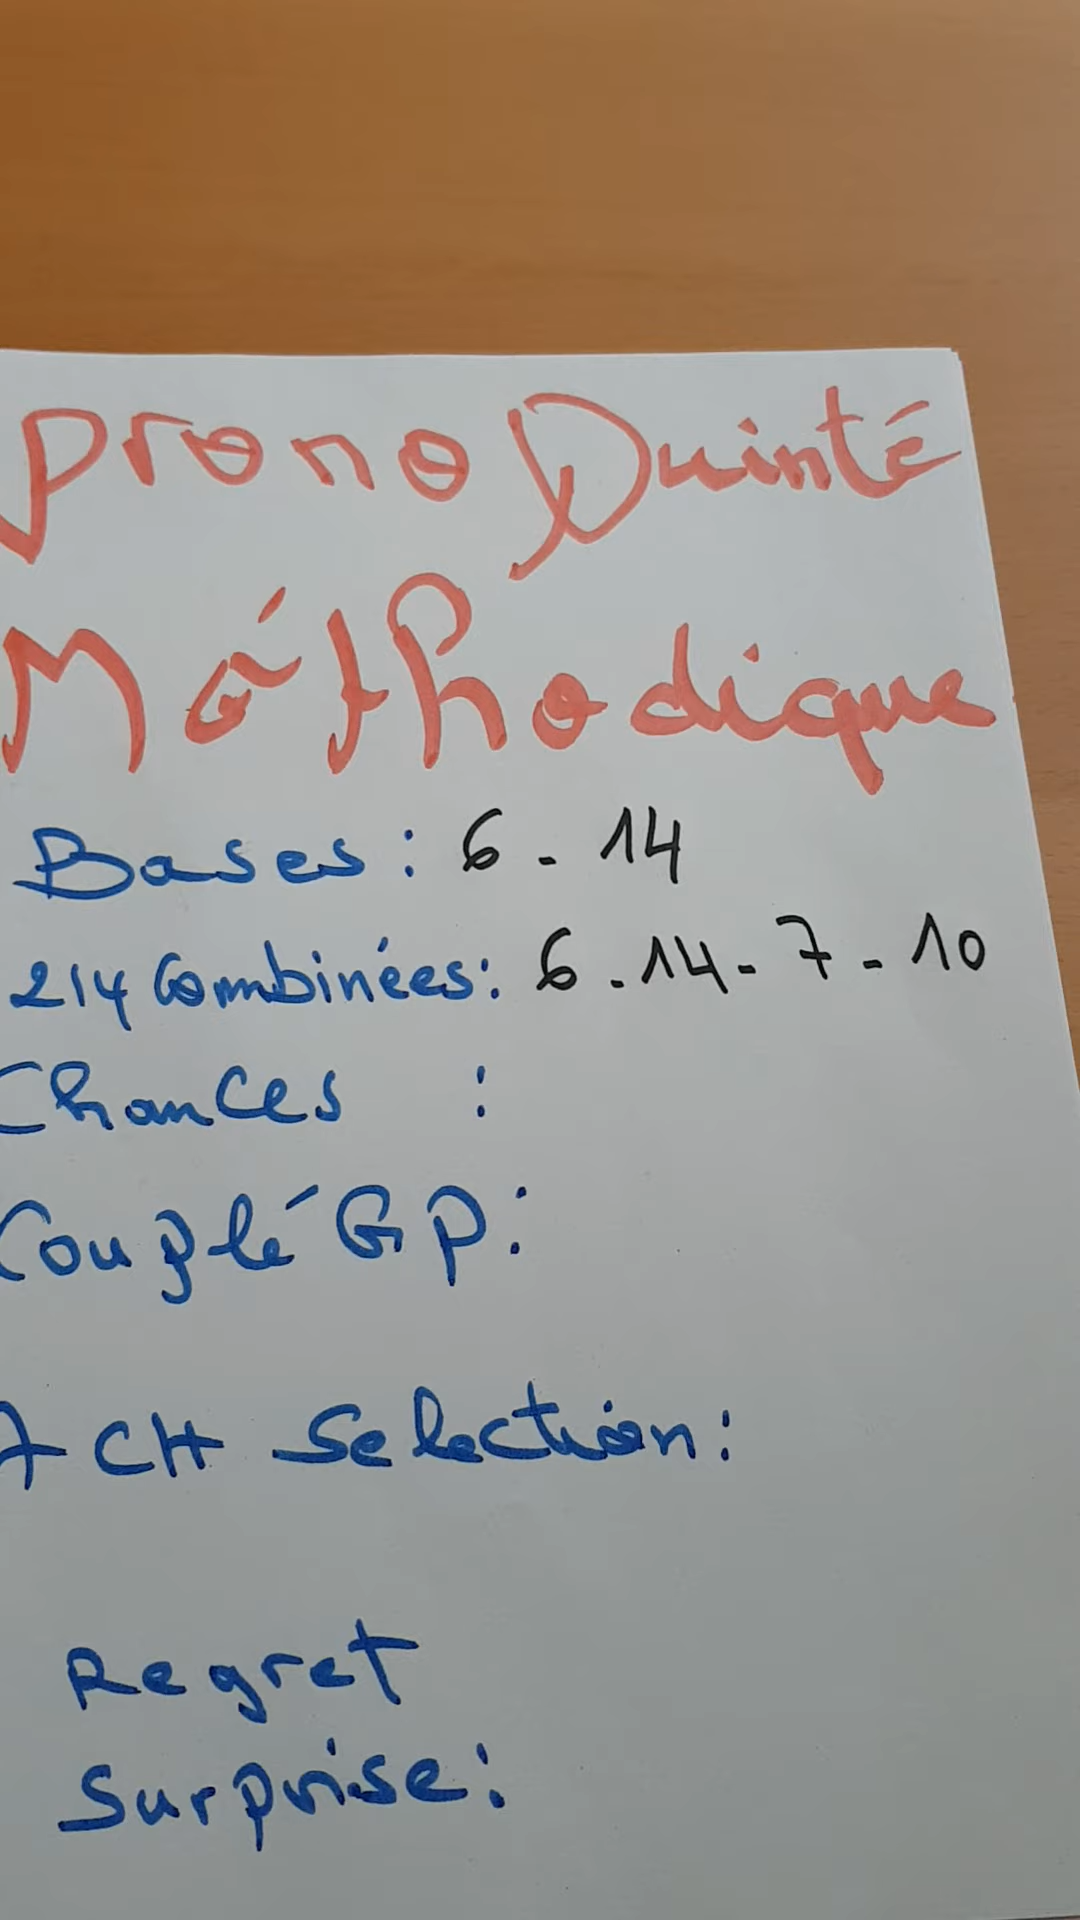 Prono Quinté
Méthodique
Bases : 6 - 14
2/4 Combinées : 6 - 14 - 7 - 10
Chances :
Couplé GP :
7 CH Selection :
Regret
Surprise :